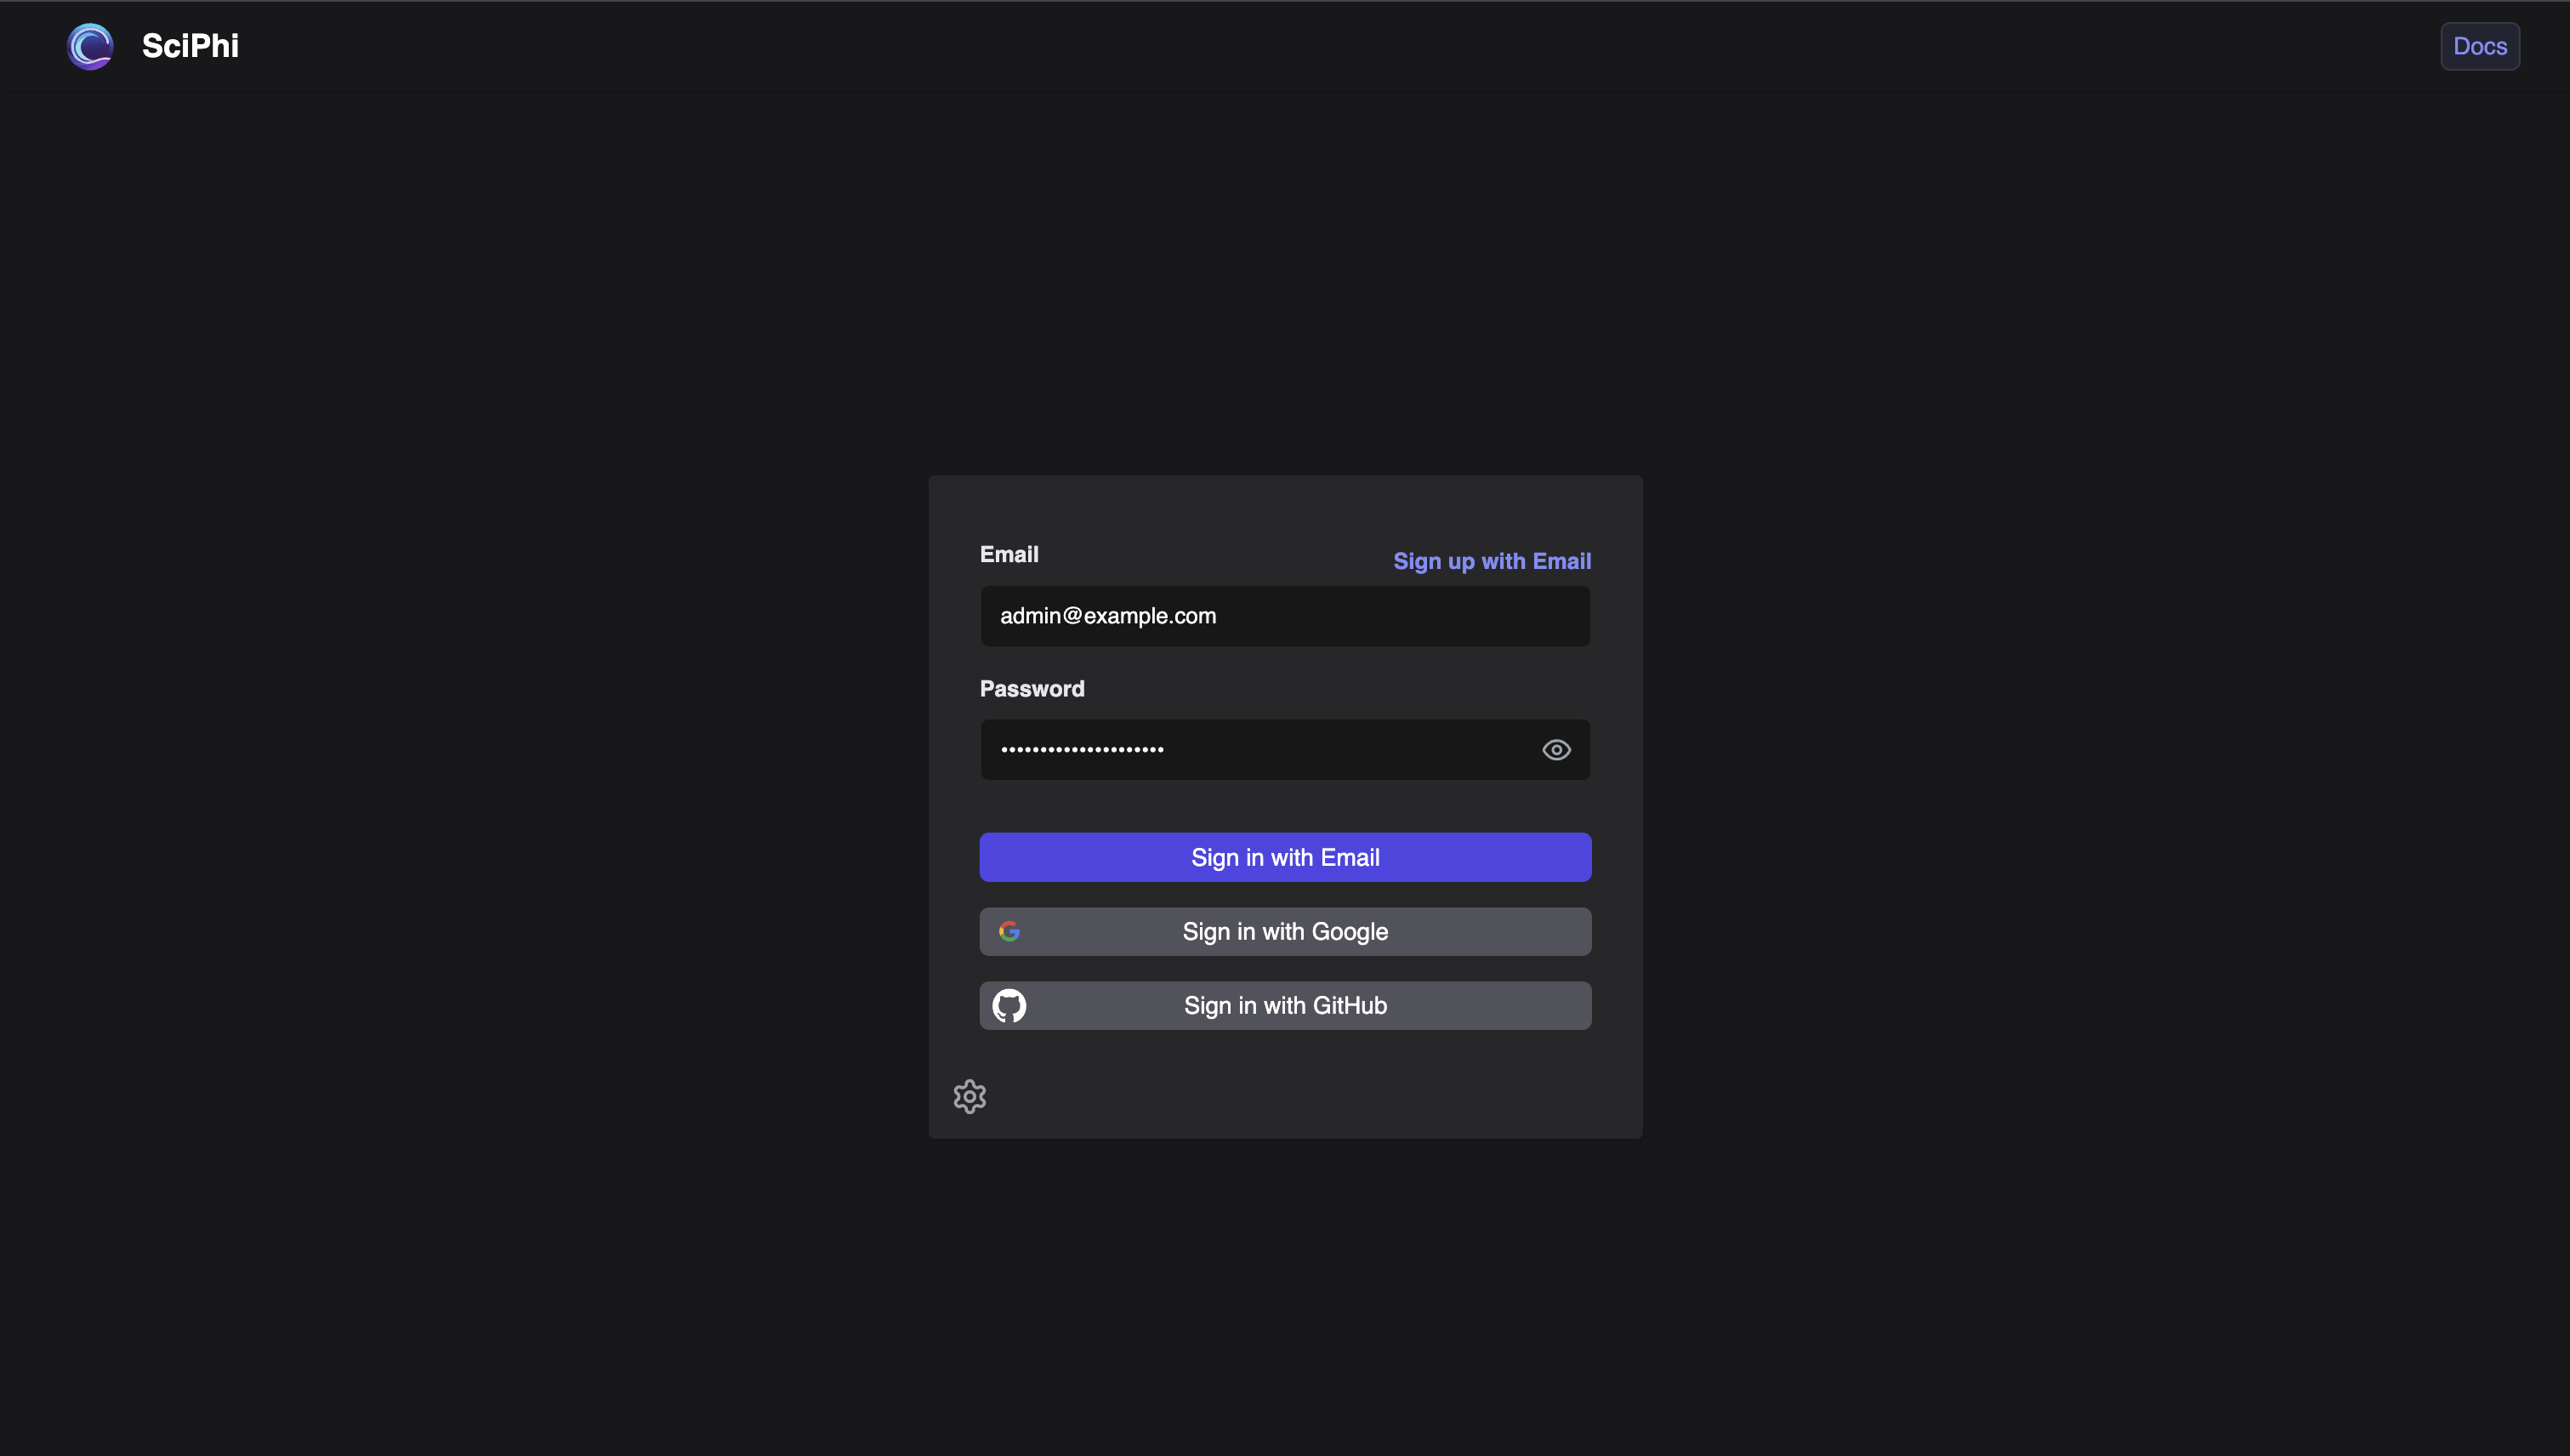 SciPhi
Docs
Email
Sign up with Email
admin@example.com
Password
•••••••••••••••••••••
Sign in with Email
Sign in with Google
Sign in with GitHub